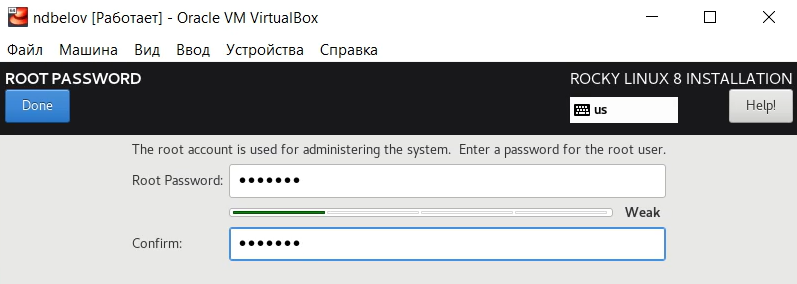 ndbelov [Работает] - Oracle VM VirtualBox
Файл Машина Вид Ввод Устройства Справка
ROOT PASSWORD ROCKY LINUX 8 INSTALLATION
Done us Help!
The root account is used for administering the system. Enter a password for the root user.
Root Password: •••••••
Weak
Confirm: •••••••